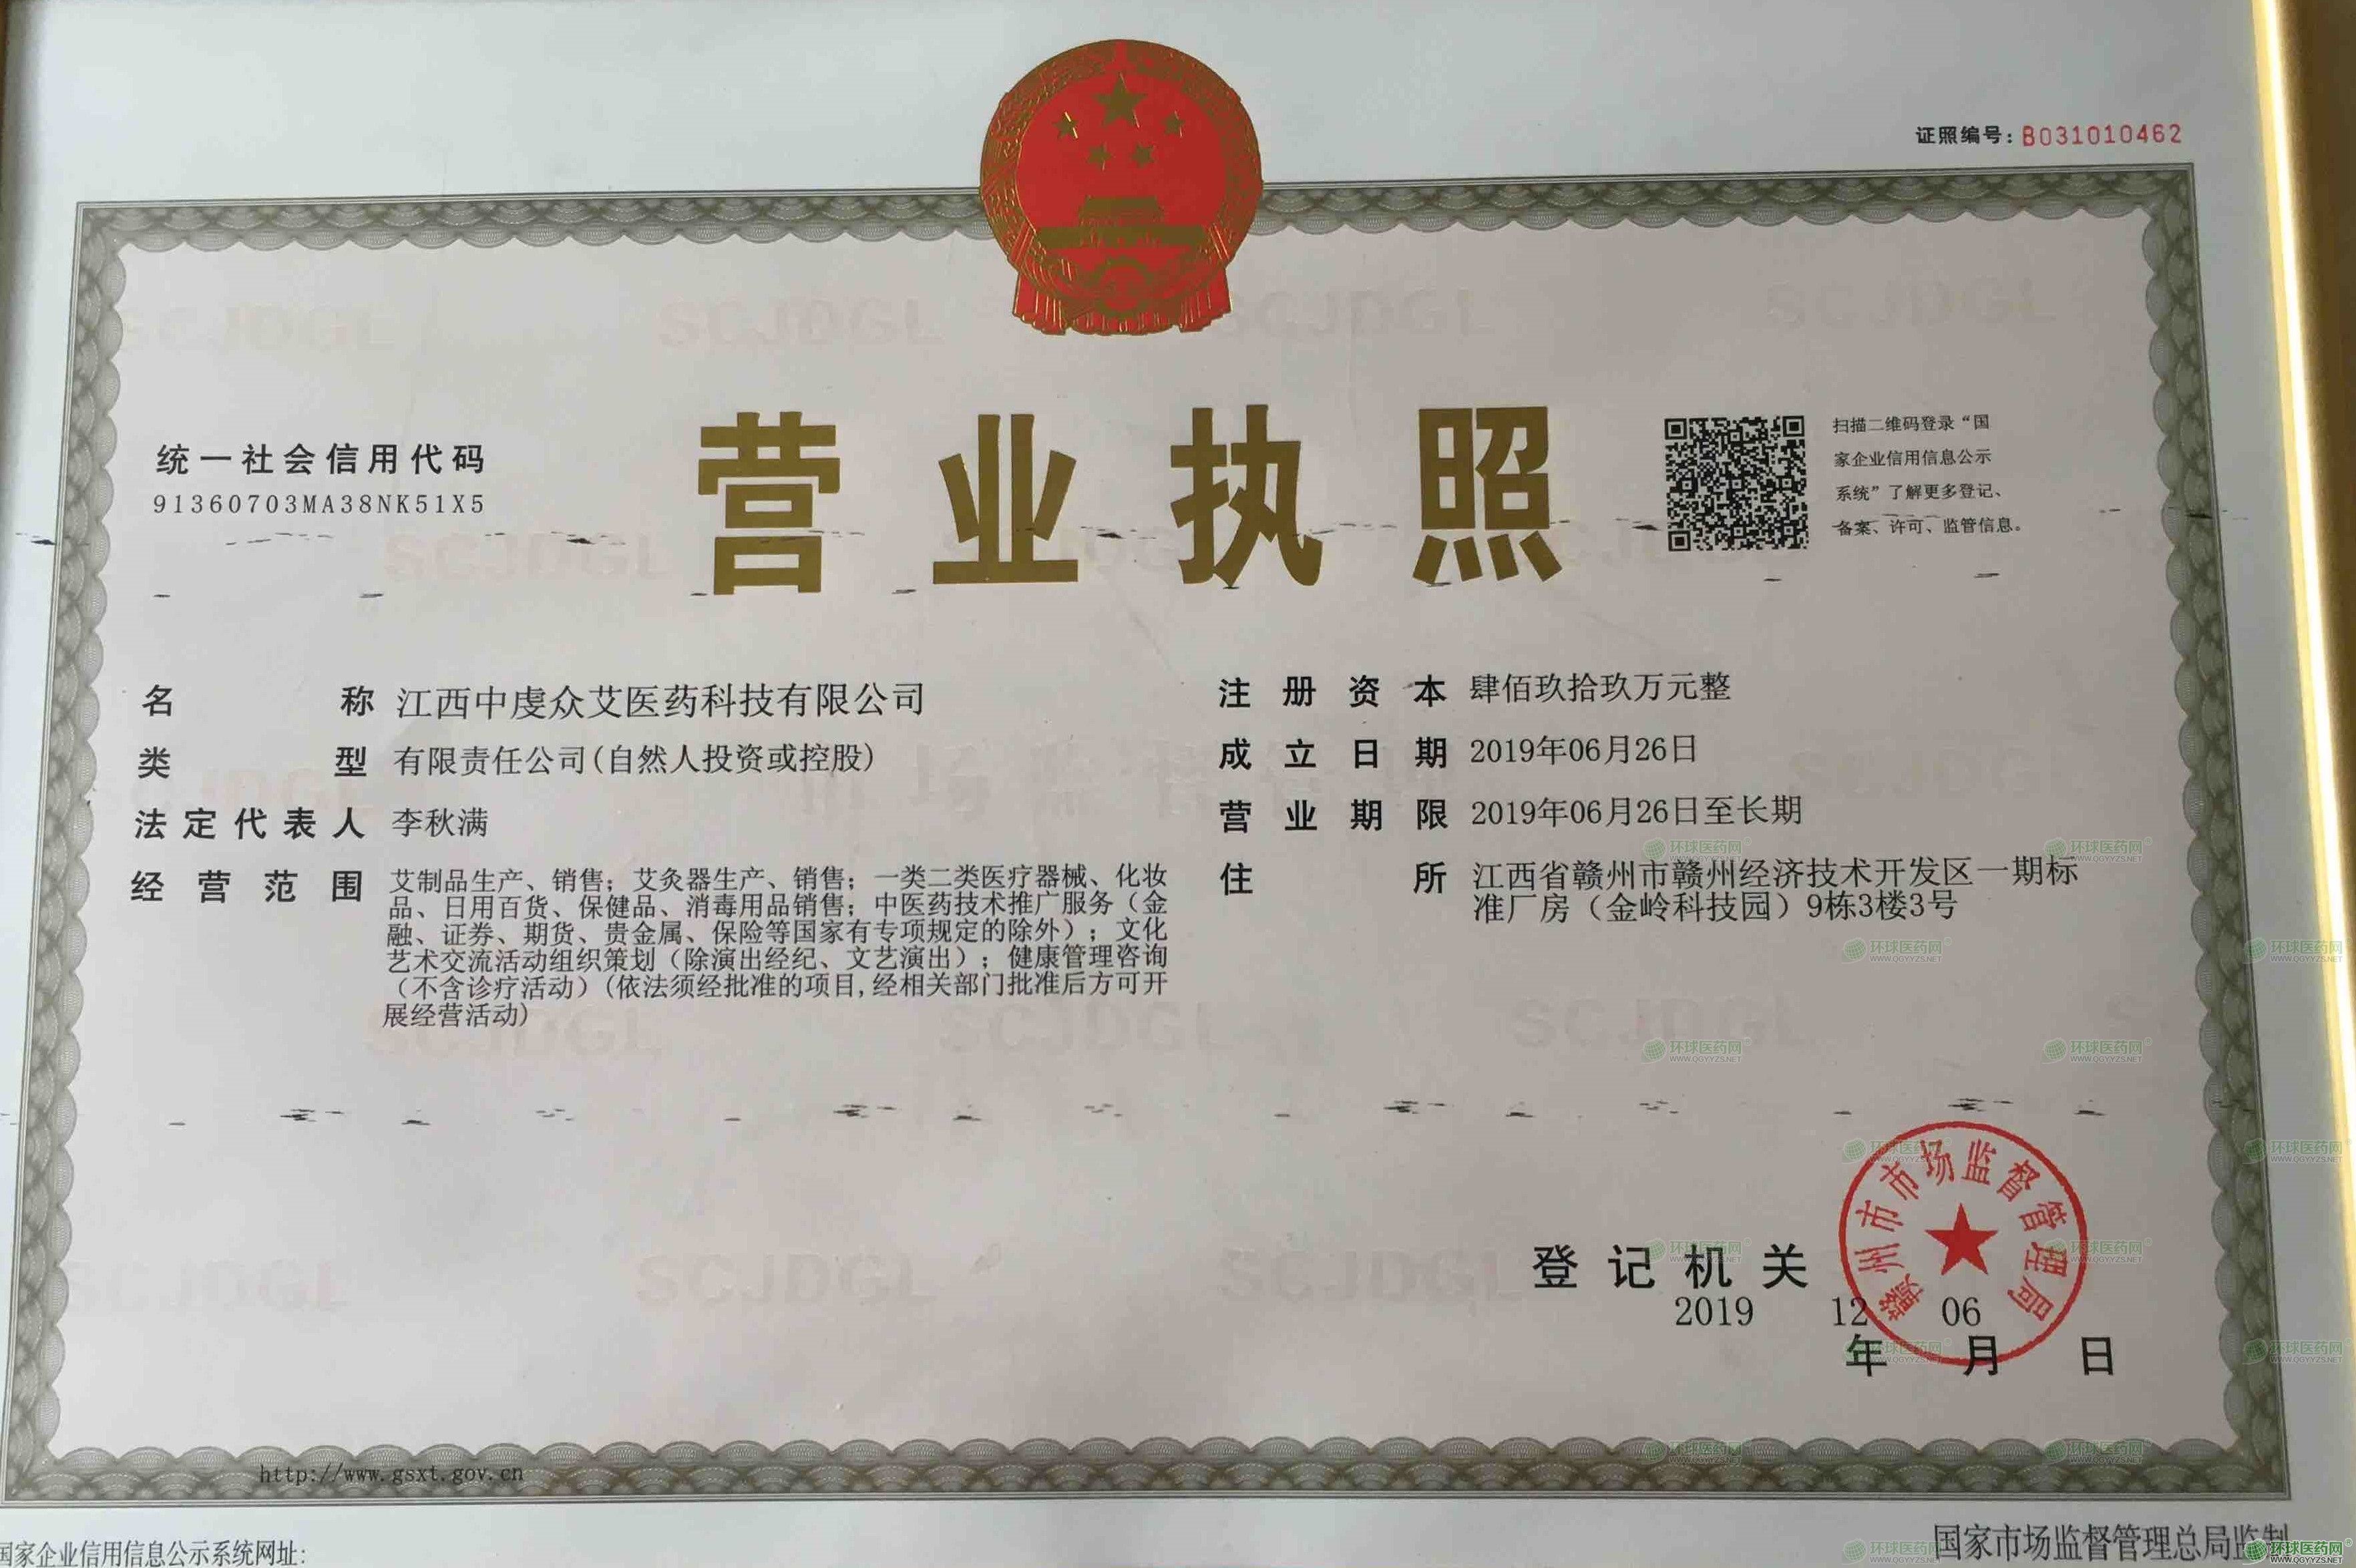 证照编号：B031010462
营业执照
统一社会信用代码
91360703MA38NK51X5
扫描二维码登录“国
家企业信用信息公示
系统”了解更多登记、
备案、许可、监管信息。
名称 江西中虔众艾医药科技有限公司
类型 有限责任公司(自然人投资或控股)
法定代表人 李秋满
经营范围 艾制品生产、销售；艾灸器生产、销售；一类二类医疗器械、化妆
品、日用百货、保健品、消毒用品销售；中医药技术推广服务（金
融、证券、期货、贵金属、保险等国家有专项规定的除外）；文化
艺术交流活动组织策划（除演出经纪、文艺演出）；健康管理咨询
（不含诊疗活动）(依法须经批准的项目,经相关部门批准后方可开
展经营活动)
注册资本 肆佰玖拾玖万元整
成立日期 2019年06月26日
营业期限 2019年06月26日至长期
住所 江西省赣州市赣州经济技术开发区一期标
准厂房（金岭科技园）9栋3楼3号
赣州市市场监督管理局
登记机关
2019 12 06
年 月 日
http://www.gsxt.gov.cn
国家企业信用信息公示系统网址:
国家市场监督管理总局监制
SCJDGL
环球医药网
WWW.QGYYZS.NET